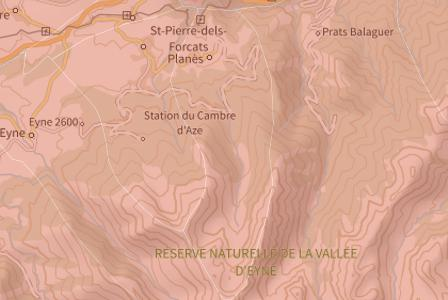 re
St-Pierre-dels-
Forcats
Prats Balaguer
Planès
Station du Cambre
d'Aze
Eyne 2600
Eyne
RESERVE NATURELLE DE LA VALLEE
D'EYNE